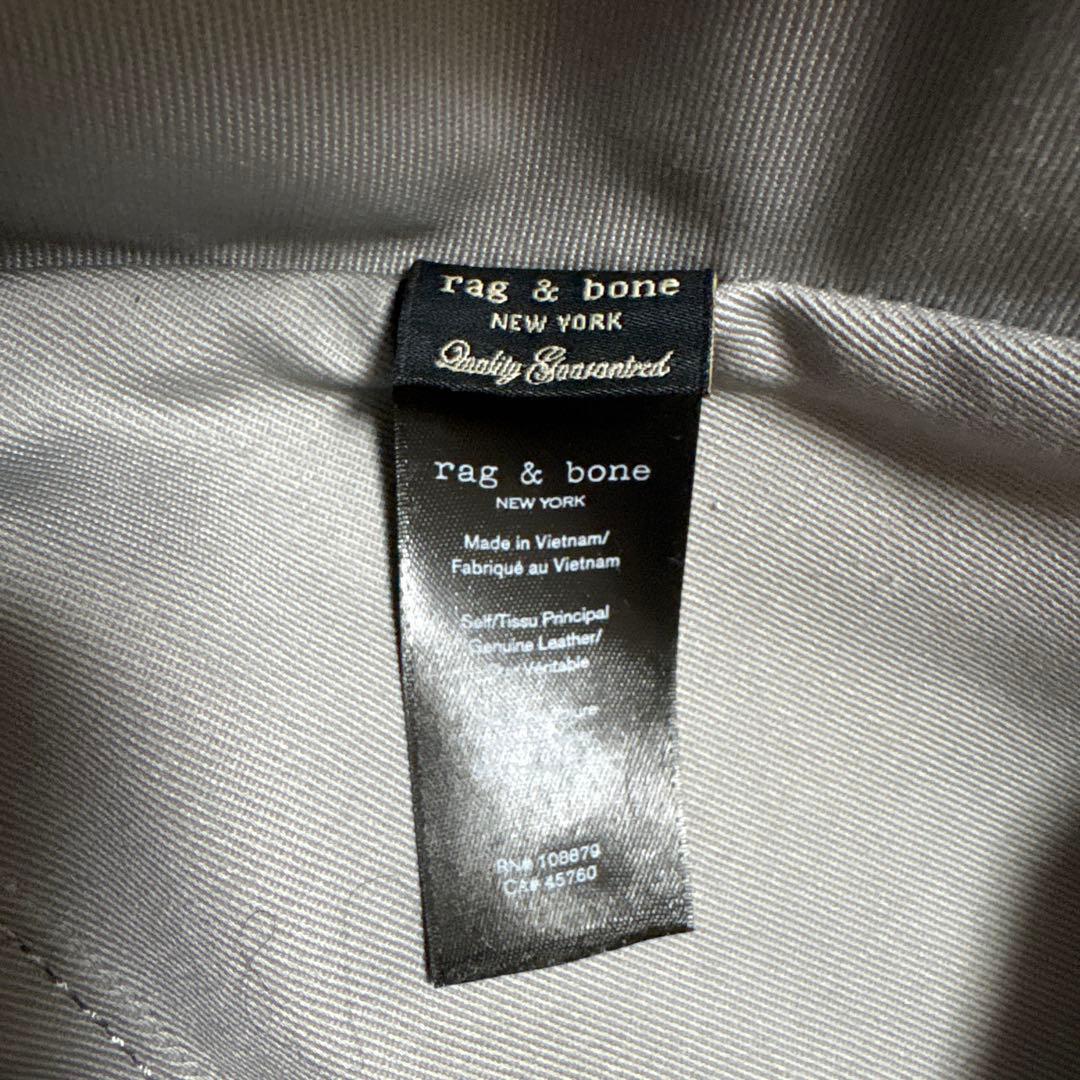 rag & bone
NEW YORK
Quality Guaranteed
rag & bone
NEW YORK
Made in Vietnam/
Fabriqué au Vietnam
Self/Tissu Principal
Genuine Leather/
Véritable
RN# 108879
CA# 45760